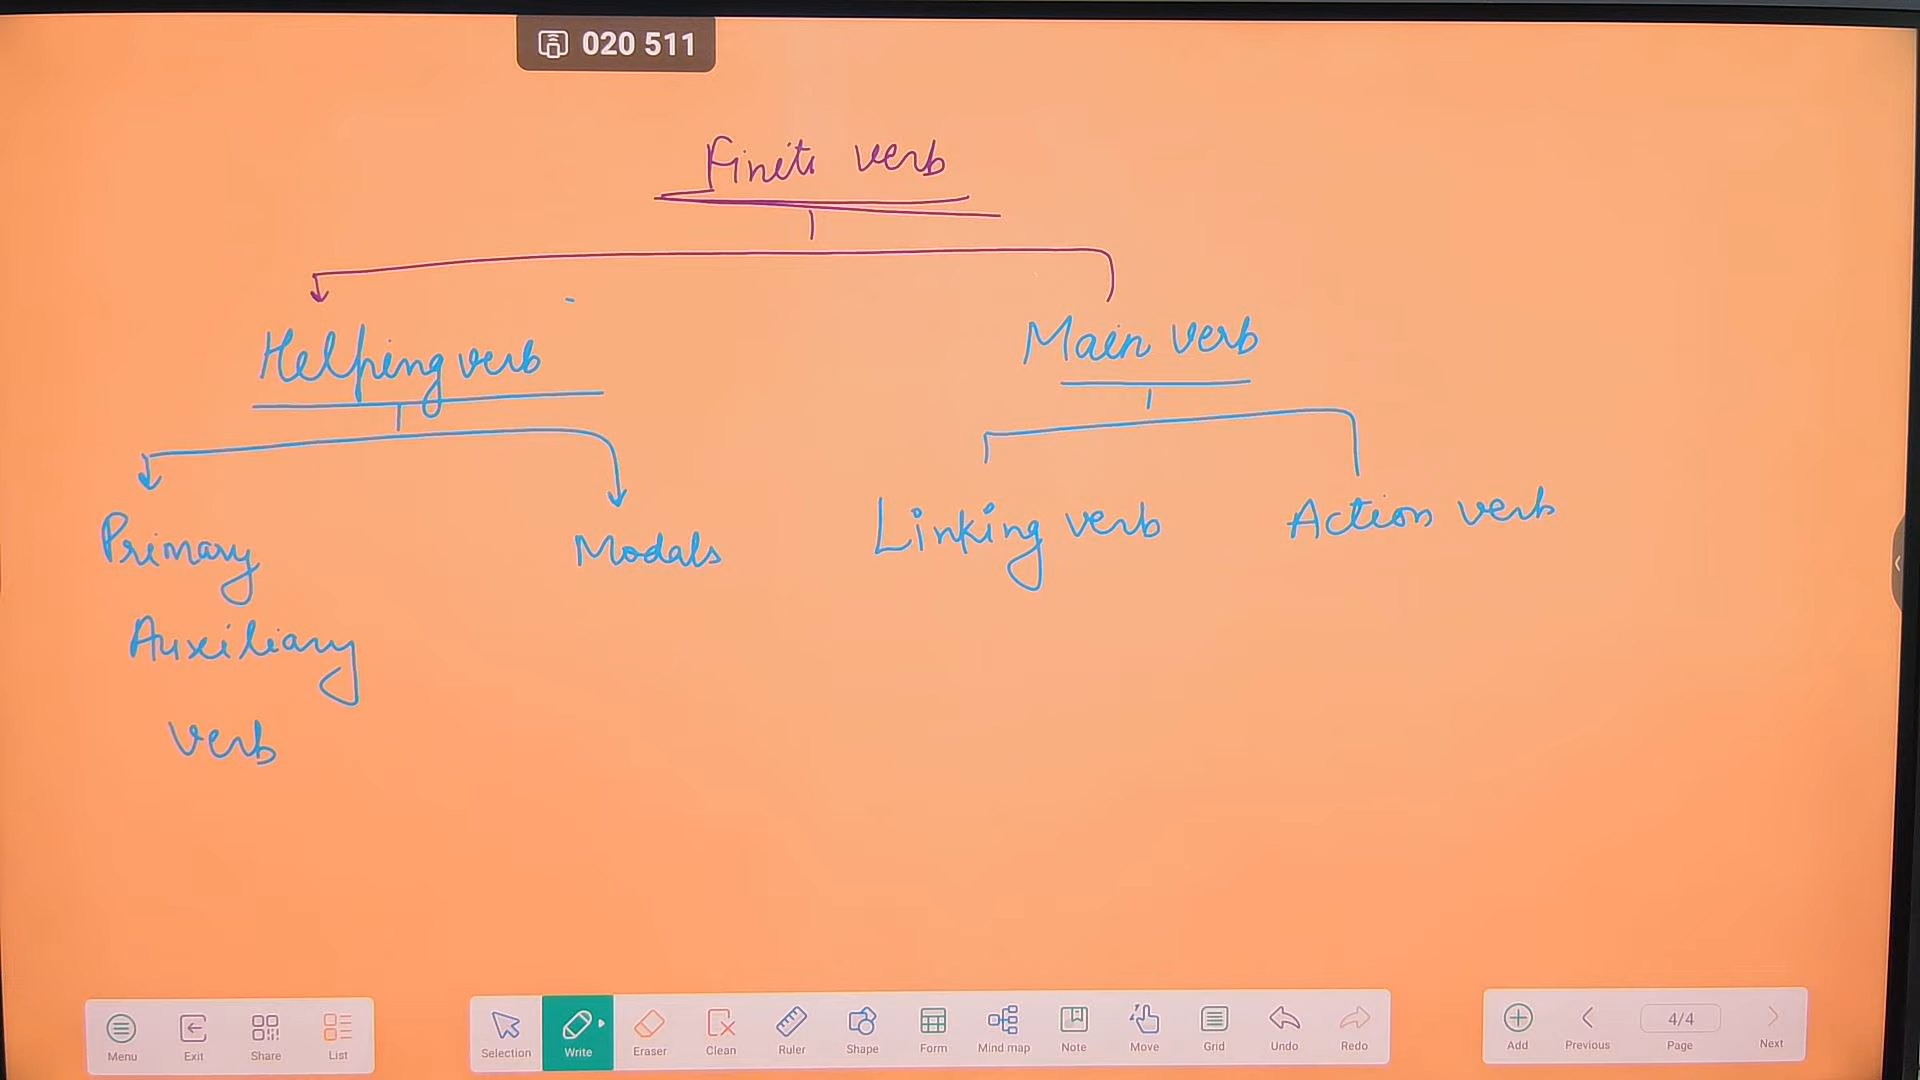 020 511
Finite verb
Helping verb
Main verb
Primary
Auxiliary
verb
Modals
Linking verb
Action verb
Menu
Exit
Share
List
Selection
Write
Eraser
Clean
Ruler
Shape
Form
Mind map
Note
Move
Grid
Undo
Redo
Add
Previous
4/4
Page
Next